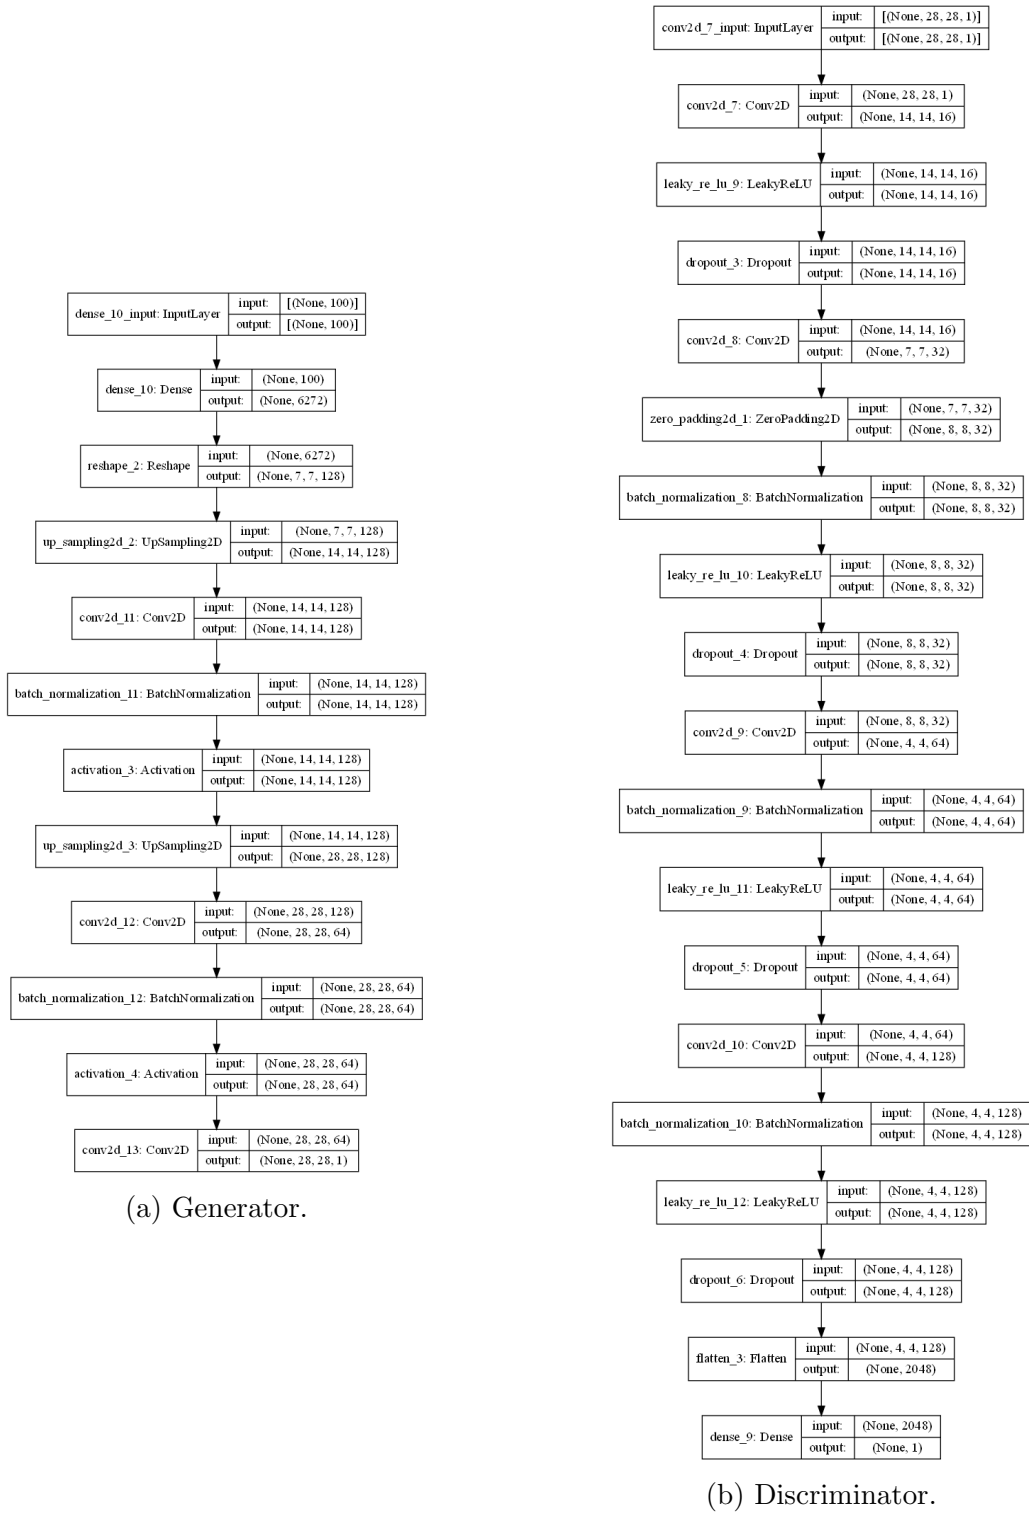 dense_10_input: InputLayer input: [(None, 100)]
output: [(None, 100)]
dense_10: Dense input: (None, 100)
output: (None, 6272)
reshape_2: Reshape input: (None, 6272)
output: (None, 7, 7, 128)
up_sampling2d_2: UpSampling2D input: (None, 7, 7, 128)
output: (None, 14, 14, 128)
conv2d_11: Conv2D input: (None, 14, 14, 128)
output: (None, 14, 14, 128)
batch_normalization_11: BatchNormalization input: (None, 14, 14, 128)
output: (None, 14, 14, 128)
activation_3: Activation input: (None, 14, 14, 128)
output: (None, 14, 14, 128)
up_sampling2d_3: UpSampling2D input: (None, 14, 14, 128)
output: (None, 28, 28, 128)
conv2d_12: Conv2D input: (None, 28, 28, 128)
output: (None, 28, 28, 64)
batch_normalization_12: BatchNormalization input: (None, 28, 28, 64)
output: (None, 28, 28, 64)
activation_4: Activation input: (None, 28, 28, 64)
output: (None, 28, 28, 64)
conv2d_13: Conv2D input: (None, 28, 28, 64)
output: (None, 28, 28, 1)
(a) Generator.
conv2d_7_input: InputLayer input: [(None, 28, 28, 1)]
output: [(None, 28, 28, 1)]
conv2d_7: Conv2D input: (None, 28, 28, 1)
output: (None, 14, 14, 16)
leaky_re_lu_9: LeakyReLU input: (None, 14, 14, 16)
output: (None, 14, 14, 16)
dropout_3: Dropout input: (None, 14, 14, 16)
output: (None, 14, 14, 16)
conv2d_8: Conv2D input: (None, 14, 14, 16)
output: (None, 7, 7, 32)
zero_padding2d_1: ZeroPadding2D input: (None, 7, 7, 32)
output: (None, 8, 8, 32)
batch_normalization_8: BatchNormalization input: (None, 8, 8, 32)
output: (None, 8, 8, 32)
leaky_re_lu_10: LeakyReLU input: (None, 8, 8, 32)
output: (None, 8, 8, 32)
dropout_4: Dropout input: (None, 8, 8, 32)
output: (None, 8, 8, 32)
conv2d_9: Conv2D input: (None, 8, 8, 32)
output: (None, 4, 4, 64)
batch_normalization_9: BatchNormalization input: (None, 4, 4, 64)
output: (None, 4, 4, 64)
leaky_re_lu_11: LeakyReLU input: (None, 4, 4, 64)
output: (None, 4, 4, 64)
dropout_5: Dropout input: (None, 4, 4, 64)
output: (None, 4, 4, 64)
conv2d_10: Conv2D input: (None, 4, 4, 64)
output: (None, 4, 4, 128)
batch_normalization_10: BatchNormalization input: (None, 4, 4, 128)
output: (None, 4, 4, 128)
leaky_re_lu_12: LeakyReLU input: (None, 4, 4, 128)
output: (None, 4, 4, 128)
dropout_6: Dropout input: (None, 4, 4, 128)
output: (None, 4, 4, 128)
flatten_3: Flatten input: (None, 4, 4, 128)
output: (None, 2048)
dense_9: Dense input: (None, 2048)
output: (None, 1)
(b) Discriminator.